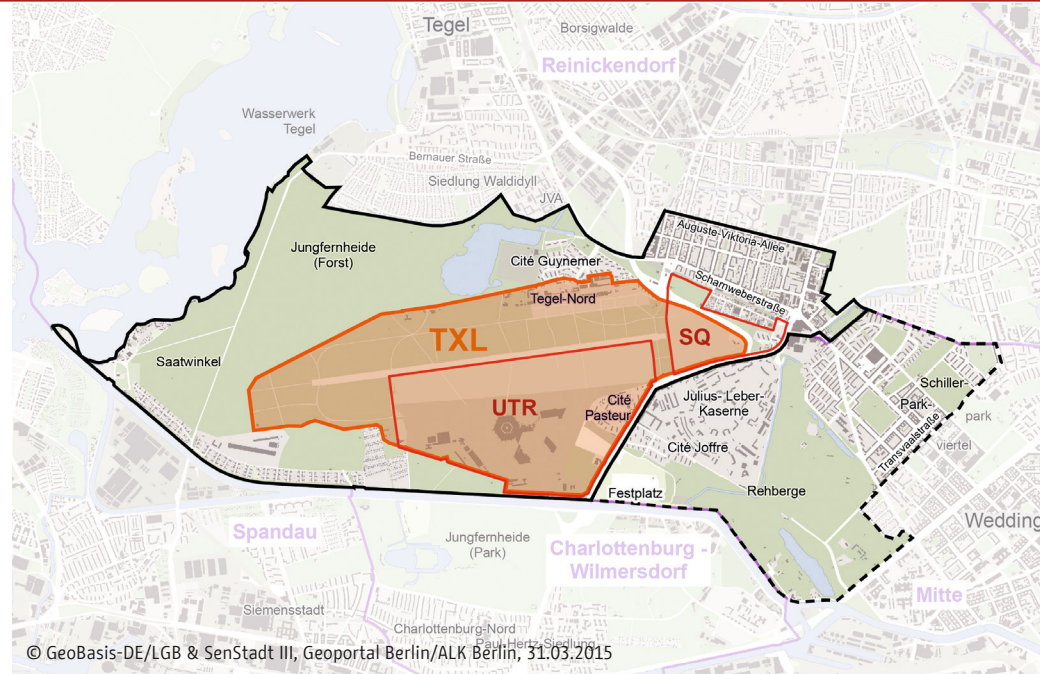 Tegel
Borsigwalde
Reinickendorf
Wasserwerk
Tegel
Bernauer Straße
Siedlung Waldidyll
JVA
Auguste-Viktoria-Allee
Jungfernheide
(Forst)
Cité Guynemer
Scharnweberstraße
Tegel-Nord
TXL
SQ
Saatwinkel
UTR
Cité
Pasteur
Julius- Leber-
Kaserne
Schiller-
Park-
park
viertel
Transvaalstraße
Cité Joffre
Festplatz
Rehberge
Wedding
Spandau
Jungfernheide
(Park)
Charlottenburg -
Wilmersdorf
Mitte
Siemensstadt
Charlottenburg-Nord
Paul-Hertz-Siedlung
© GeoBasis-DE/LGB & SenStadt III, Geoportal Berlin/ALK Berlin, 31.03.2015